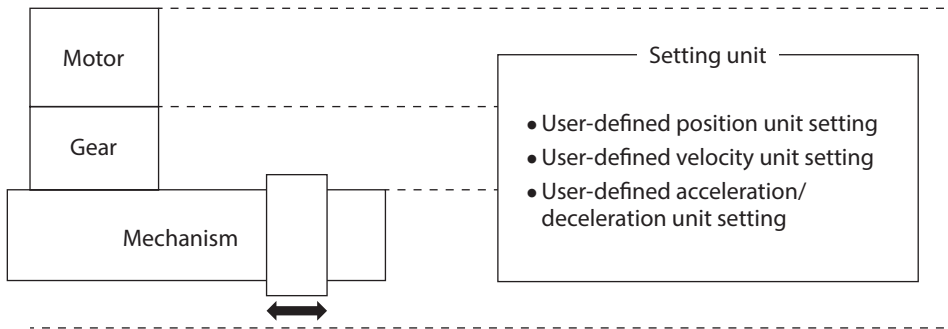 Motor
Gear
Mechanism
Setting unit
• User-defined position unit setting
• User-defined velocity unit setting
• User-defined acceleration/
deceleration unit setting